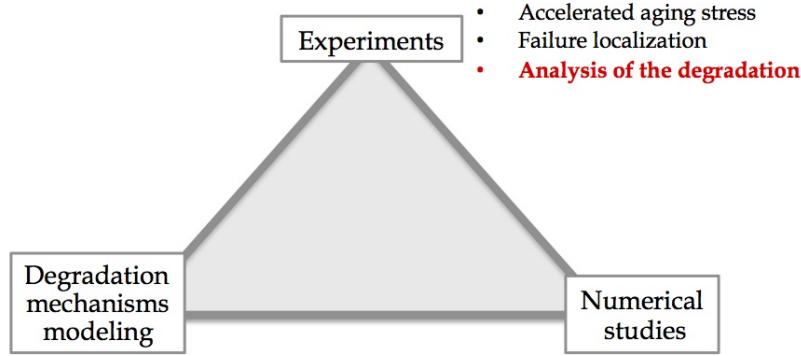 Experiments
• Accelerated aging stress
• Failure localization
• Analysis of the degradation
Degradation
mechanisms
modeling
Numerical
studies